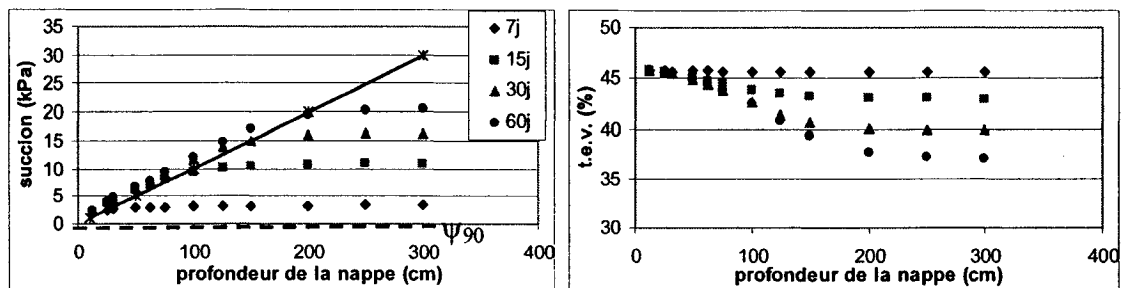 40
35
30
25
20
15
10
5
0
succion (kPa)
7j
15j
30j
60j
Ψ90
0 100 200 300 400
profondeur de la nappe (cm)
50
45
40
35
30
t.e.v. (%)
0 100 200 300 400
profondeur de la nappe (cm)